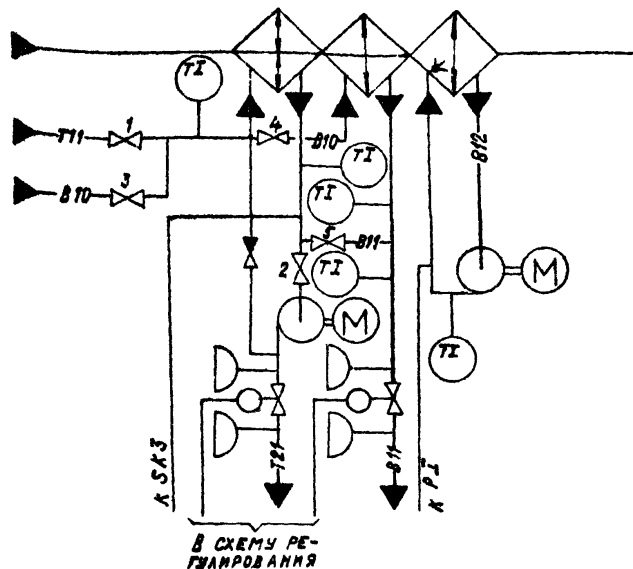 TI
T11
1
4
B10
B10
3
B12
TI
TI
5
B11
2
TI
M
M
TI
T21
B11
К SK3
К РĪ
В СХЕМУ РЕ-
ГУЛИРОВАНИЯ